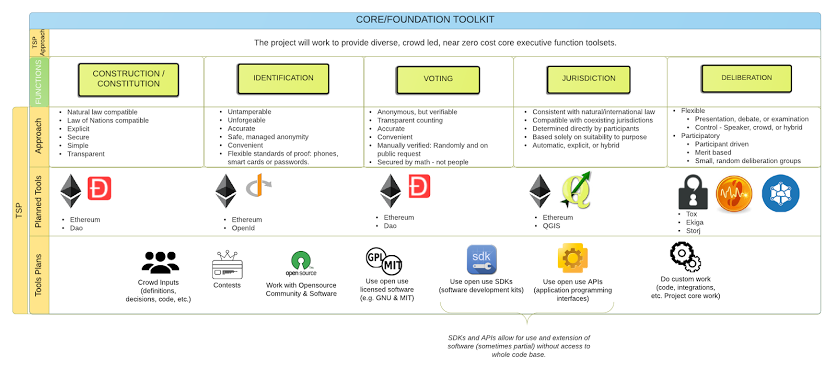 CORE/FOUNDATION TOOLKIT
TSP
Approach
The project will work to provide diverse, crowd led, near zero cost core executive function toolsets.
FUNCTIONS
CONSTRUCTION /
CONSTITUTION
IDENTIFICATION
VOTING
JURISDICTION
DELIBERATION
TSP
Approach
• Natural law compatible
• Law of Nations compatible
• Explicit
• Secure
• Simple
• Transparent
• Untamperable
• Unforgeable
• Accurate
• Safe, managed anonymity
• Convenient
• Flexible standards of proof: phones,
smart cards or passwords.
• Anonymous, but verifiable
• Transparent counting
• Accurate
• Convenient
• Manually verified: Randomly and on
public request
• Secured by math - not people
• Consistent with natural/international law
• Compatible with coexisting jurisdictions
• Determined directly by participants
• Based solely on suitability to purpose
• Automatic, explicit, or hybrid
• Flexible
• Presentation, debate, or examination
• Control - Speaker, crowd, or hybrid
• Participatory
• Participant driven
• Merit based
• Small, random deliberation groups
Planned Tools
• Ethereum
• Dao
• Ethereum
• OpenId
• Ethereum
• Dao
• Ethereum
• QGIS
• Tox
• Ekiga
• Storj
Tools Plans
Crowd Inputs
(definitions,
decisions, code, etc.)
Contests
open source
Work with Opensource
Community & Software
GPL
MIT
Use open use
licensed software
(e.g. GNU & MIT)
sdk
Use open use SDKs
(software development kits)
Use open use APIs
(application programming
interfaces)
Do custom work
(code, integrations,
etc. Project core work)
SDKs and APIs allow for use and extension of
software (sometimes partial) without access to
whole code base.